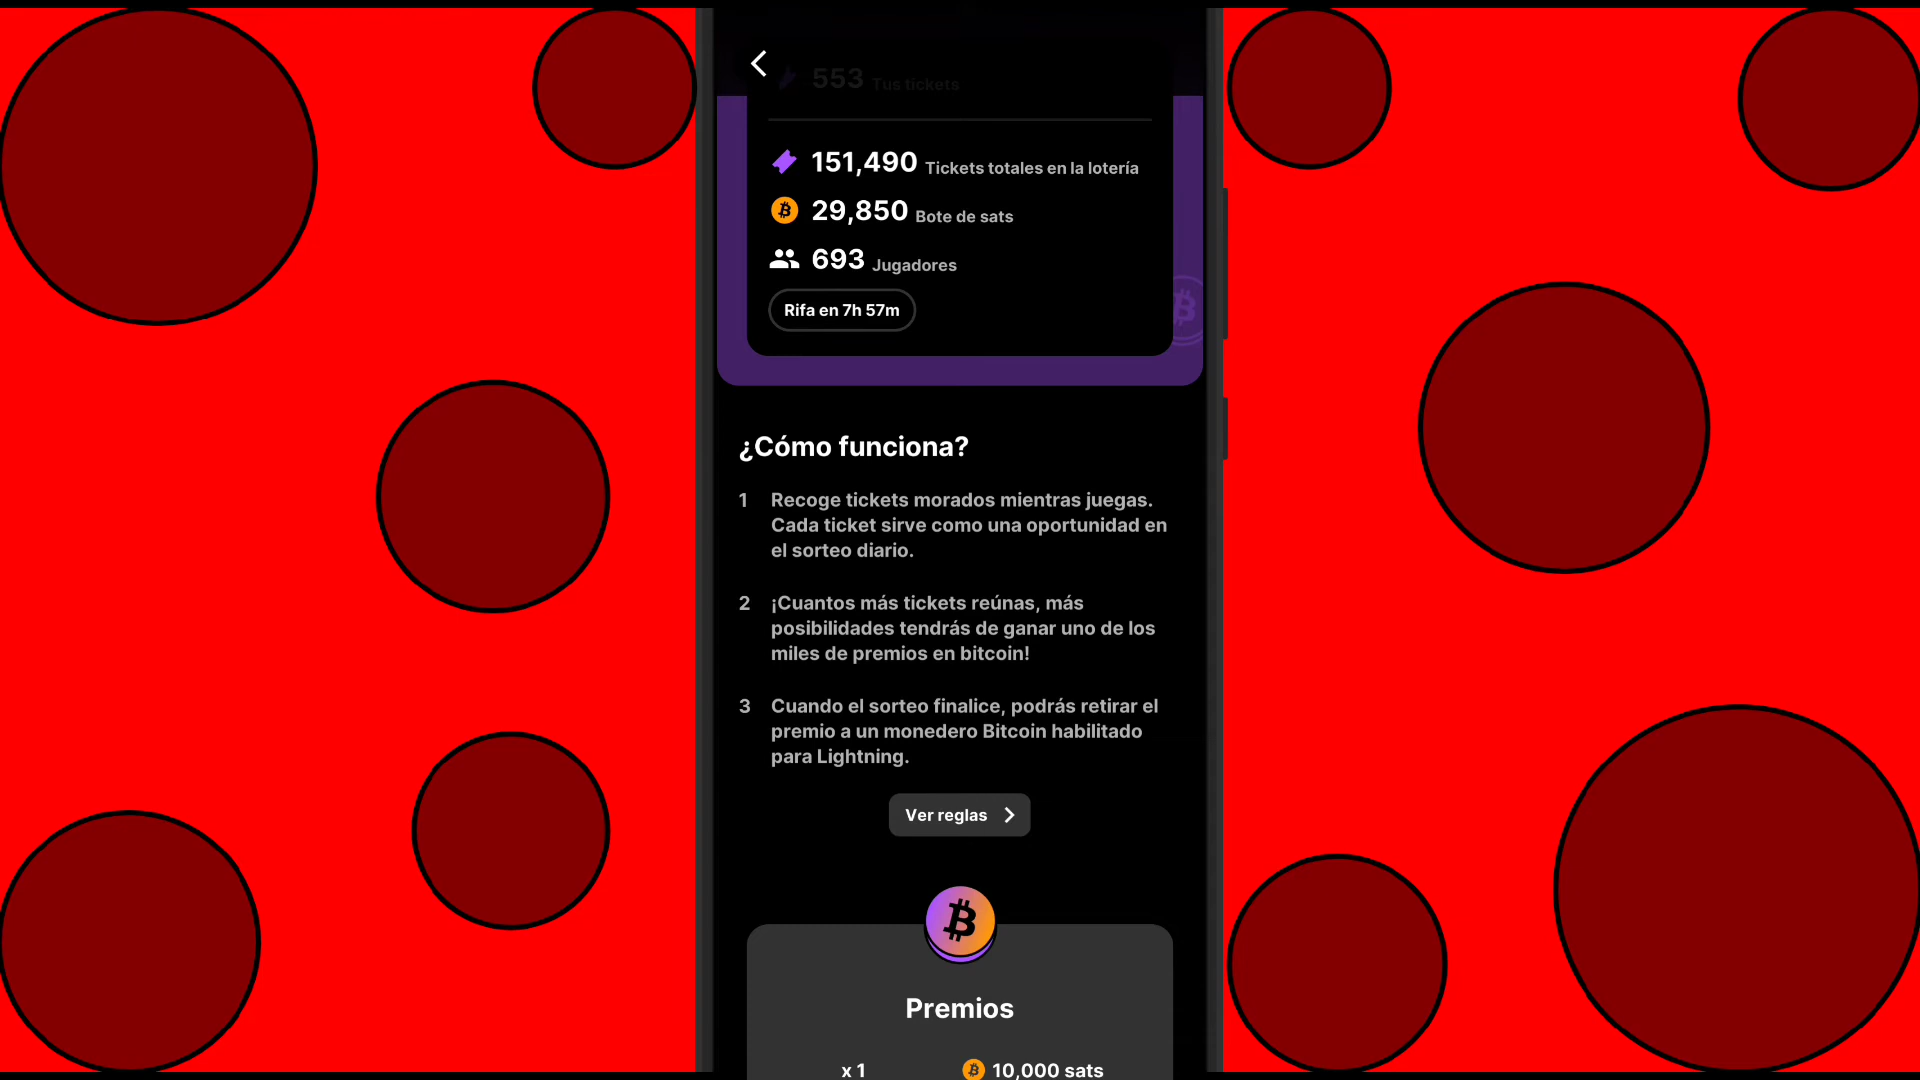 553 Tus tickets
151,490 Tickets totales en la lotería
29,850 Bote de sats
693 Jugadores
Rifa en 7h 57m
¿Cómo funciona?
1 Recoge tickets morados mientras juegas.
Cada ticket sirve como una oportunidad en
el sorteo diario.
2 ¡Cuantos más tickets reúnas, más
posibilidades tendrás de ganar uno de los
miles de premios en bitcoin!
3 Cuando el sorteo finalice, podrás retirar el
premio a un monedero Bitcoin habilitado
para Lightning.
Ver reglas
Premios
x 1 10,000 sats